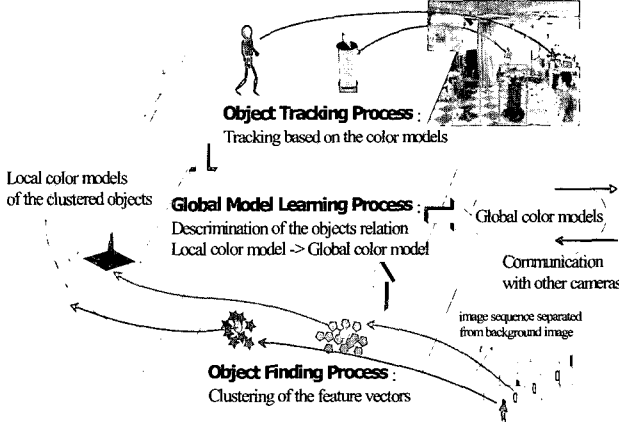 Object Tracking Process :
Tracking based on the color models
Local color models
of the clustered objects
Global Model Learning Process :
Descrimination of the objects relation
Local color model -> Global color model
Global color models
Communication
with other cameras
image sequence separated
from background image
Object Finding Process :
Clustering of the feature vectors